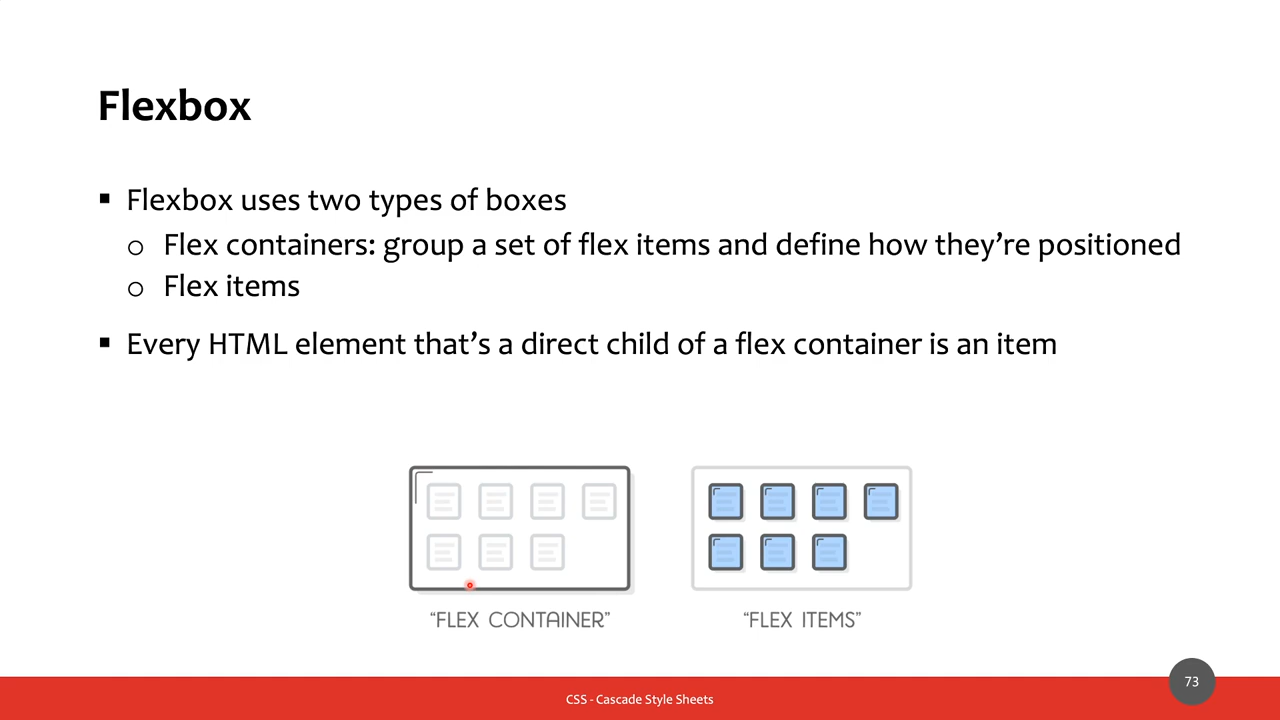 Flexbox
▪ Flexbox uses two types of boxes
o Flex containers: group a set of flex items and define how they’re positioned
o Flex items
▪ Every HTML element that’s a direct child of a flex container is an item
“FLEX CONTAINER” “FLEX ITEMS”
73
CSS - Cascade Style Sheets